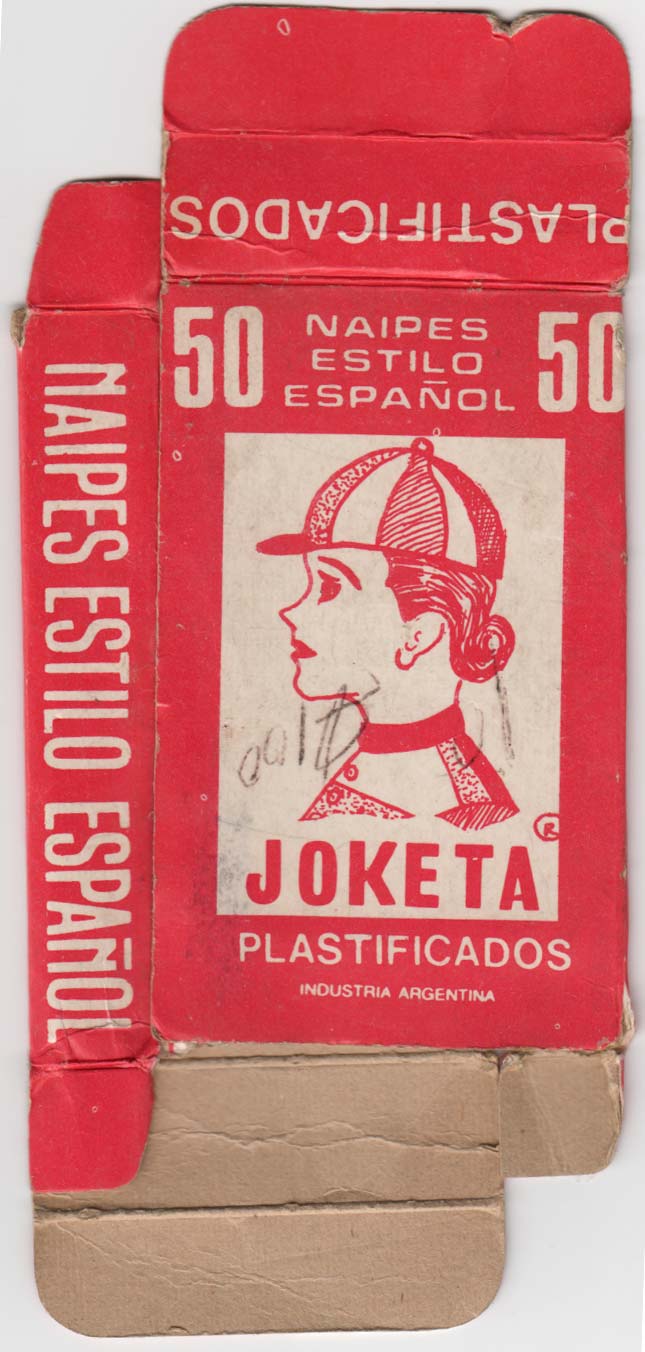 PLASTIFICADOS
50 NAIPES 50
ESTILO
ESPAÑOL
®
JOKETA
PLASTIFICADOS
INDUSTRIA ARGENTINA
NAIPES ESTILO ESPAÑOL